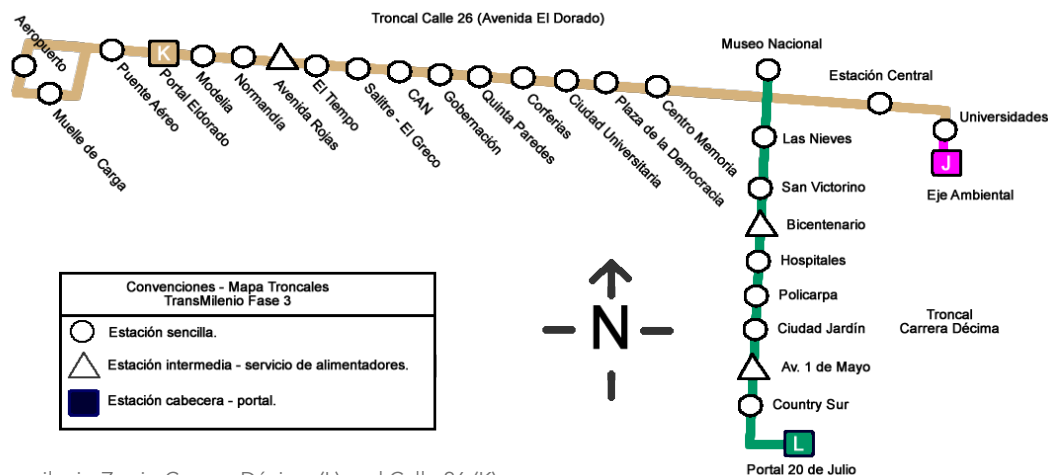 Troncal Calle 26 (Avenida El Dorado)
Aeropuerto
Muelle de Carga
Puente Aéreo
K
Portal Eldorado
Modelia
Normandía
Avenida Rojas
El Tiempo
Salitre - El Greco
CAN
Gobernación
Quinta Paredes
Corferias
Ciudad Universitaria
Plaza de la Democracia
Centro Memoria
Museo Nacional
Estación Central
Universidades
J
Eje Ambiental
Las Nieves
San Victorino
Bicentenario
Hospitales
Policarpa
Ciudad Jardín
Av. 1 de Mayo
Country Sur
L
Portal 20 de Julio
Troncal
Carrera Décima
N
Convenciones - Mapa Troncales
TransMilenio Fase 3
Estación sencilla.
Estación intermedia - servicio de alimentadores.
Estación cabecera - portal.